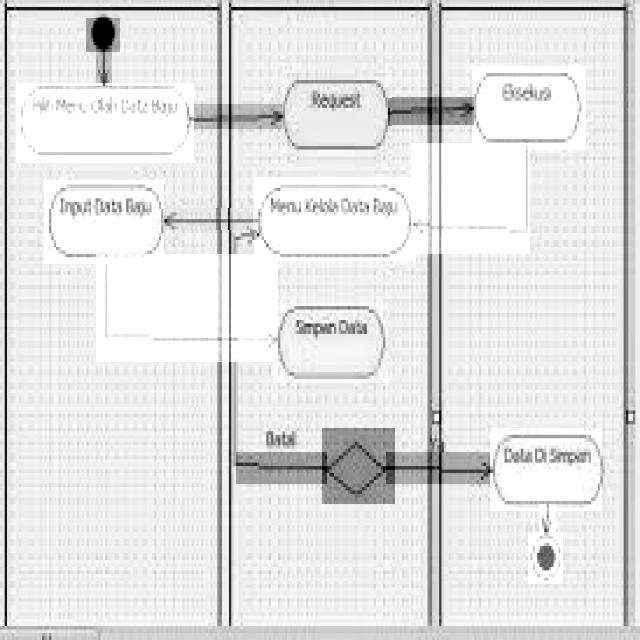 Pilih Menu Olah Data Baju
Request
Eksekusi
Input Data Baju
Menu Kelola Data Baju
Simpan Data
Batal
Data Di Simpan